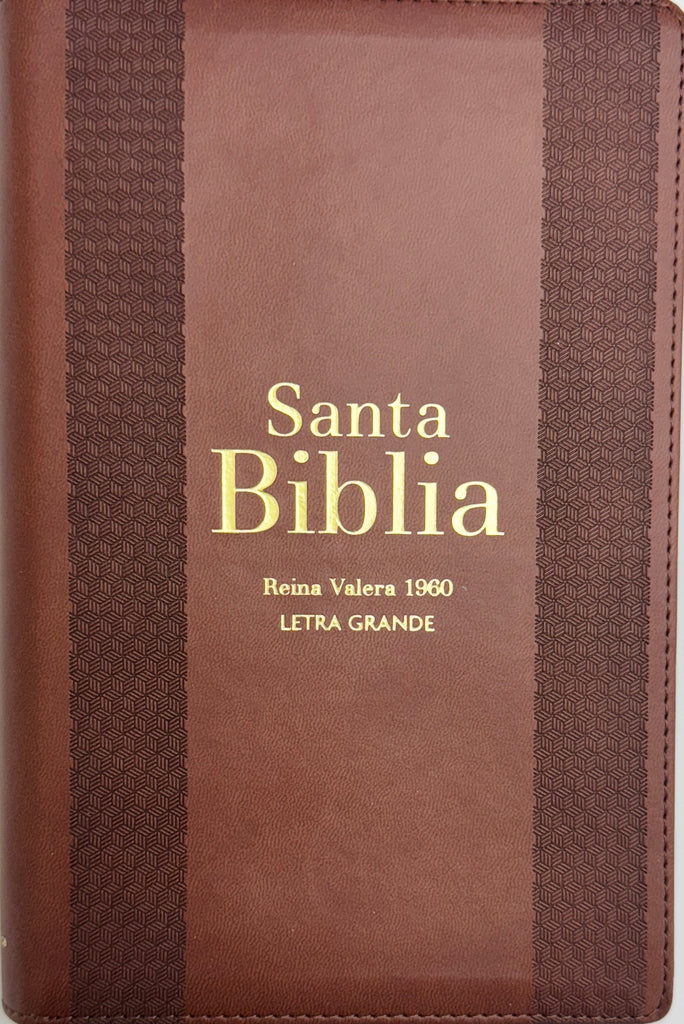 Santa
Biblia
Reina Valera 1960
LETRA GRANDE